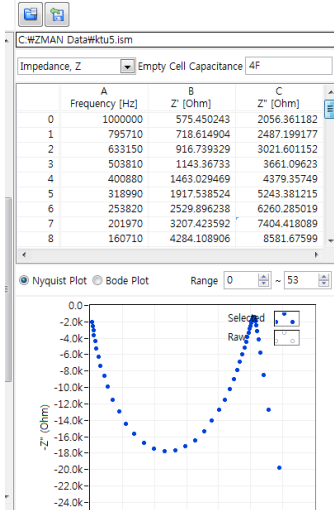 C:₩ZMAN Data₩ktu5.ism
Impedance, Z Empty Cell Capacitance 4F
A B C
Frequency [Hz] Z' [Ohm] Z" [Ohm]
0 1000000 575.450243 2056.361182
1 795710 718.614904 2487.199177
2 633150 916.739329 3021.601152
3 503810 1143.36733 3661.09623
4 400880 1463.029469 4379.35749
5 318990 1917.538524 5243.381215
6 253820 2529.896238 6260.285019
7 201970 3207.423592 7404.418089
8 160710 4284.108906 8581.67599
Nyquist Plot Bode Plot Range 0 ~ 53
Selected
Raw
0.0
-2.0k
-4.0k
-6.0k
-8.0k
-10.0k
-12.0k
-14.0k
-16.0k
-18.0k
-20.0k
-22.0k
-24.0k
-Z" (Ohm)